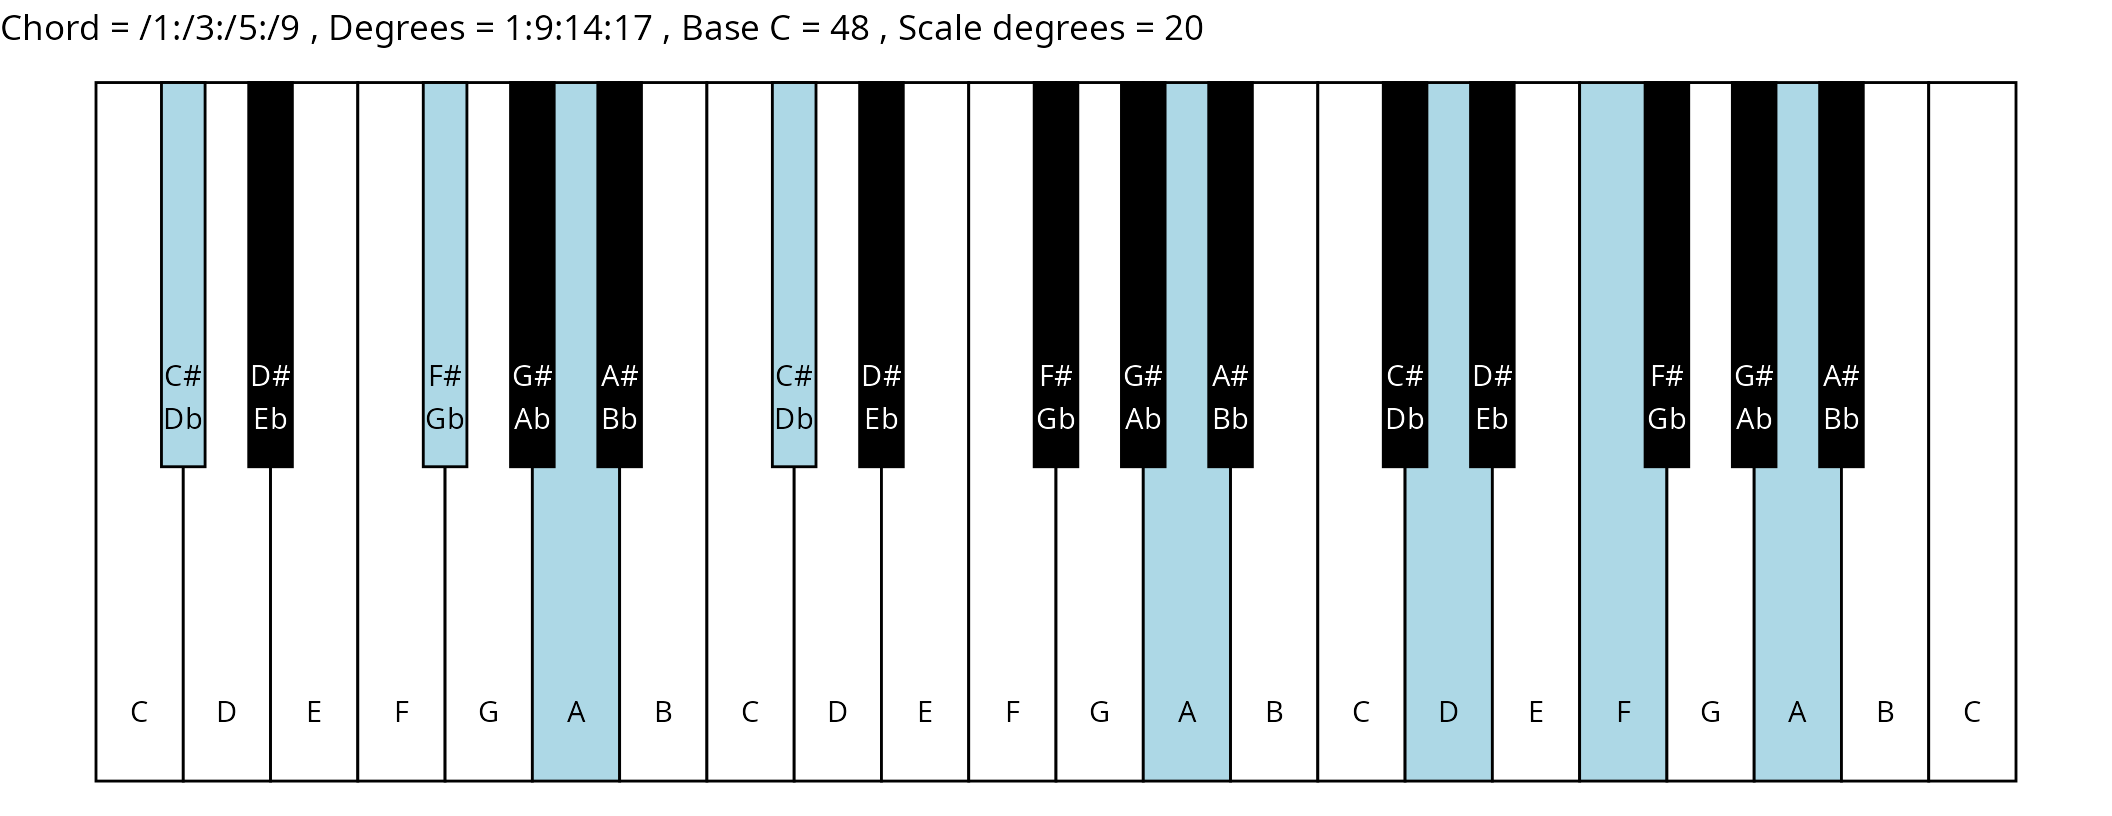 Chord = /1:/3:/5:/9 , Degrees = 1:9:14:17 , Base C = 48 , Scale degrees = 20
C# D# F# G# A# C# D# F# G# A# C# D# F# G# A#
Db Eb Gb Ab Bb Db Eb Gb Ab Bb Db Eb Gb Ab Bb
C D E F G A B C D E F G A B C D E F G A B C